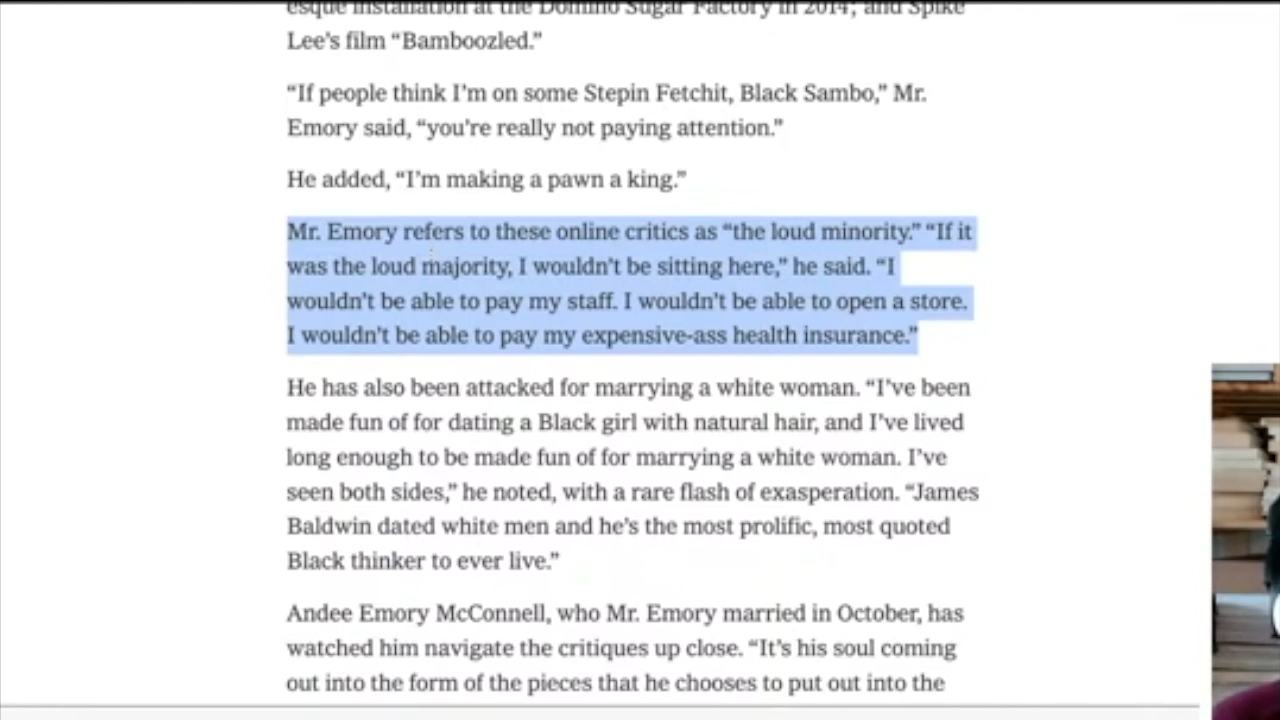 esque installation at the Domino Sugar Factory in 2014; and Spike
Lee’s film “Bamboozled.”
“If people think I’m on some Stepin Fetchit, Black Sambo,” Mr.
Emory said, “you’re really not paying attention.”
He added, “I’m making a pawn a king.”
Mr. Emory refers to these online critics as “the loud minority.” “If it
was the loud majority, I wouldn’t be sitting here,” he said. “I
wouldn’t be able to pay my staff. I wouldn’t be able to open a store.
I wouldn’t be able to pay my expensive-ass health insurance.”
He has also been attacked for marrying a white woman. “I’ve been
made fun of for dating a Black girl with natural hair, and I’ve lived
long enough to be made fun of for marrying a white woman. I’ve
seen both sides,” he noted, with a rare flash of exasperation. “James
Baldwin dated white men and he’s the most prolific, most quoted
Black thinker to ever live.”
Andee Emory McConnell, who Mr. Emory married in October, has
watched him navigate the critiques up close. “It’s his soul coming
out into the form of the pieces that he chooses to put out into the